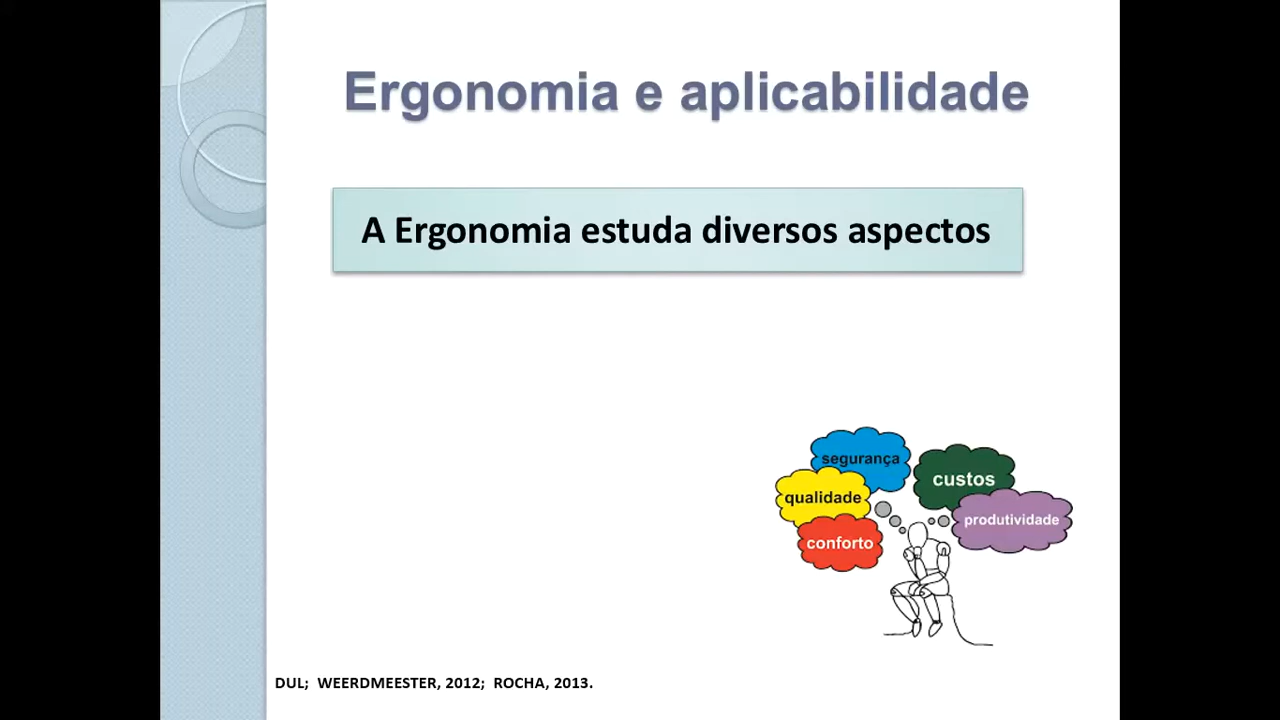 Ergonomia e aplicabilidade
A Ergonomia estuda diversos aspectos
segurança
custos
qualidade
produtividade
conforto
DUL;  WEERDMEESTER, 2012;  ROCHA, 2013.